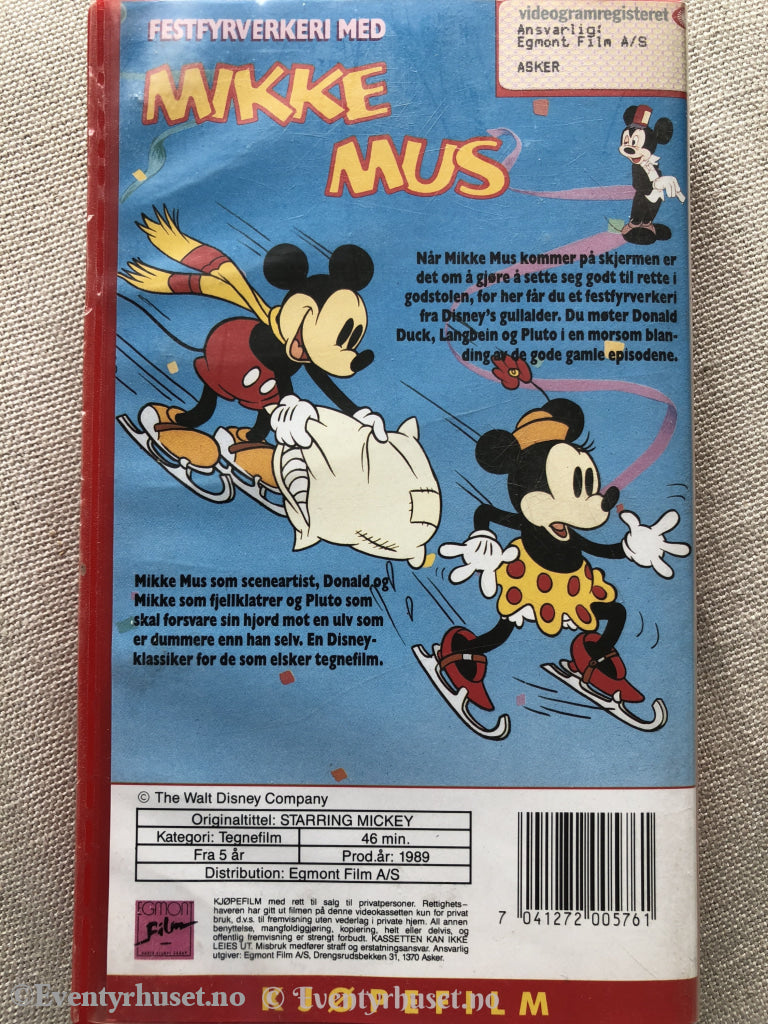 FESTFYRVERKERI MED
MIKKE
MUS
videogramregisteret
Ansvarlig:
Egmont Film A/S
ASKER
Når Mikke Mus kommer på skjermen er
det om å gjøre å sette seg godt til rette i
godstolen, for her får du et festfyrverkeri
fra Disney's gullalder. Du møter Donald
Duck, Langbein og Pluto i en morsom blan-
ding av de gode gamle episodene.
Mikke Mus som sceneartist, Donald og
Mikke som fjellklatrer og Pluto som
skal forsvare sin hjord mot en ulv som
er dummere enn han selv. En Disney-
klassiker for de som elsker tegnefilm.
© The Walt Disney Company
Originaltittel: STARRING MICKEY
Kategori: Tegnefilm 46 min.
Fra 5 år Prod.år: 1989
Distribution: Egmont Film A/S
EGMONT
Film
KJØPEFILM med rett til salg til privatpersoner. Rettighets-
haveren har gitt ut filmen på denne videokassetten kun for privat
bruk, d.v.s. til fremvisning uten vederlag i private hjem. All annen
benyttelse, mangfoldiggjøring, kopiering, helt eller delvis, og
offentlig fremvisning er strengt forbudt. KASSETTEN KAN IKKE
LEIES UT. Misbruk medfører straff og erstatningsansvar. Ansvarlig
utgiver: Egmont Film A/S, Drengsrudsbekken 31, 1370 Asker.
7 041272 005761
KJØPEFILM
©Eventyrhuset.no © Eventyrhuset.no